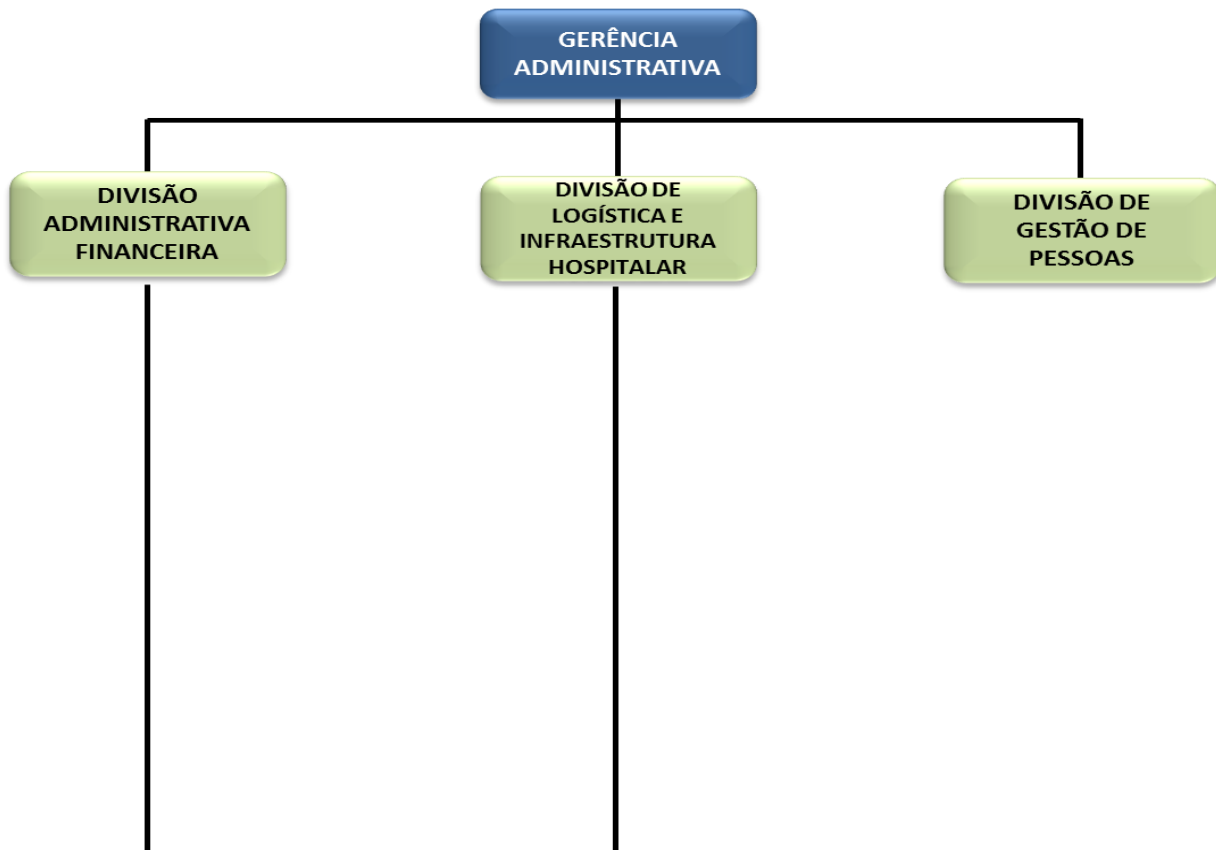 GERÊNCIA
ADMINISTRATIVA
DIVISÃO
ADMINISTRATIVA
FINANCEIRA
DIVISÃO DE
LOGÍSTICA E
INFRAESTRUTURA
HOSPITALAR
DIVISÃO DE
GESTÃO DE
PESSOAS